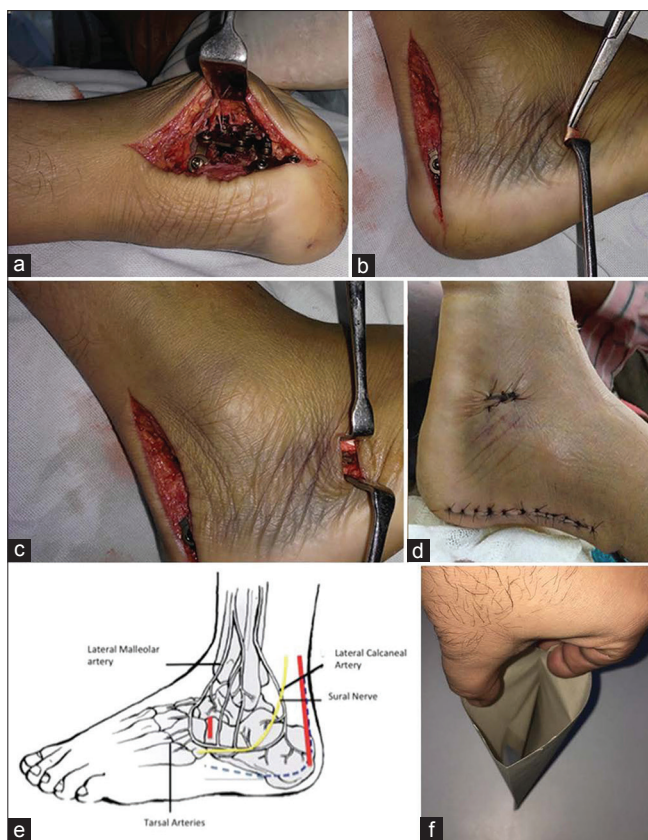 a
b
c
d
Lateral Malleolar
artery
Lateral Calcaneal
Artery
Sural Nerve
Tarsal Arteries
e
f